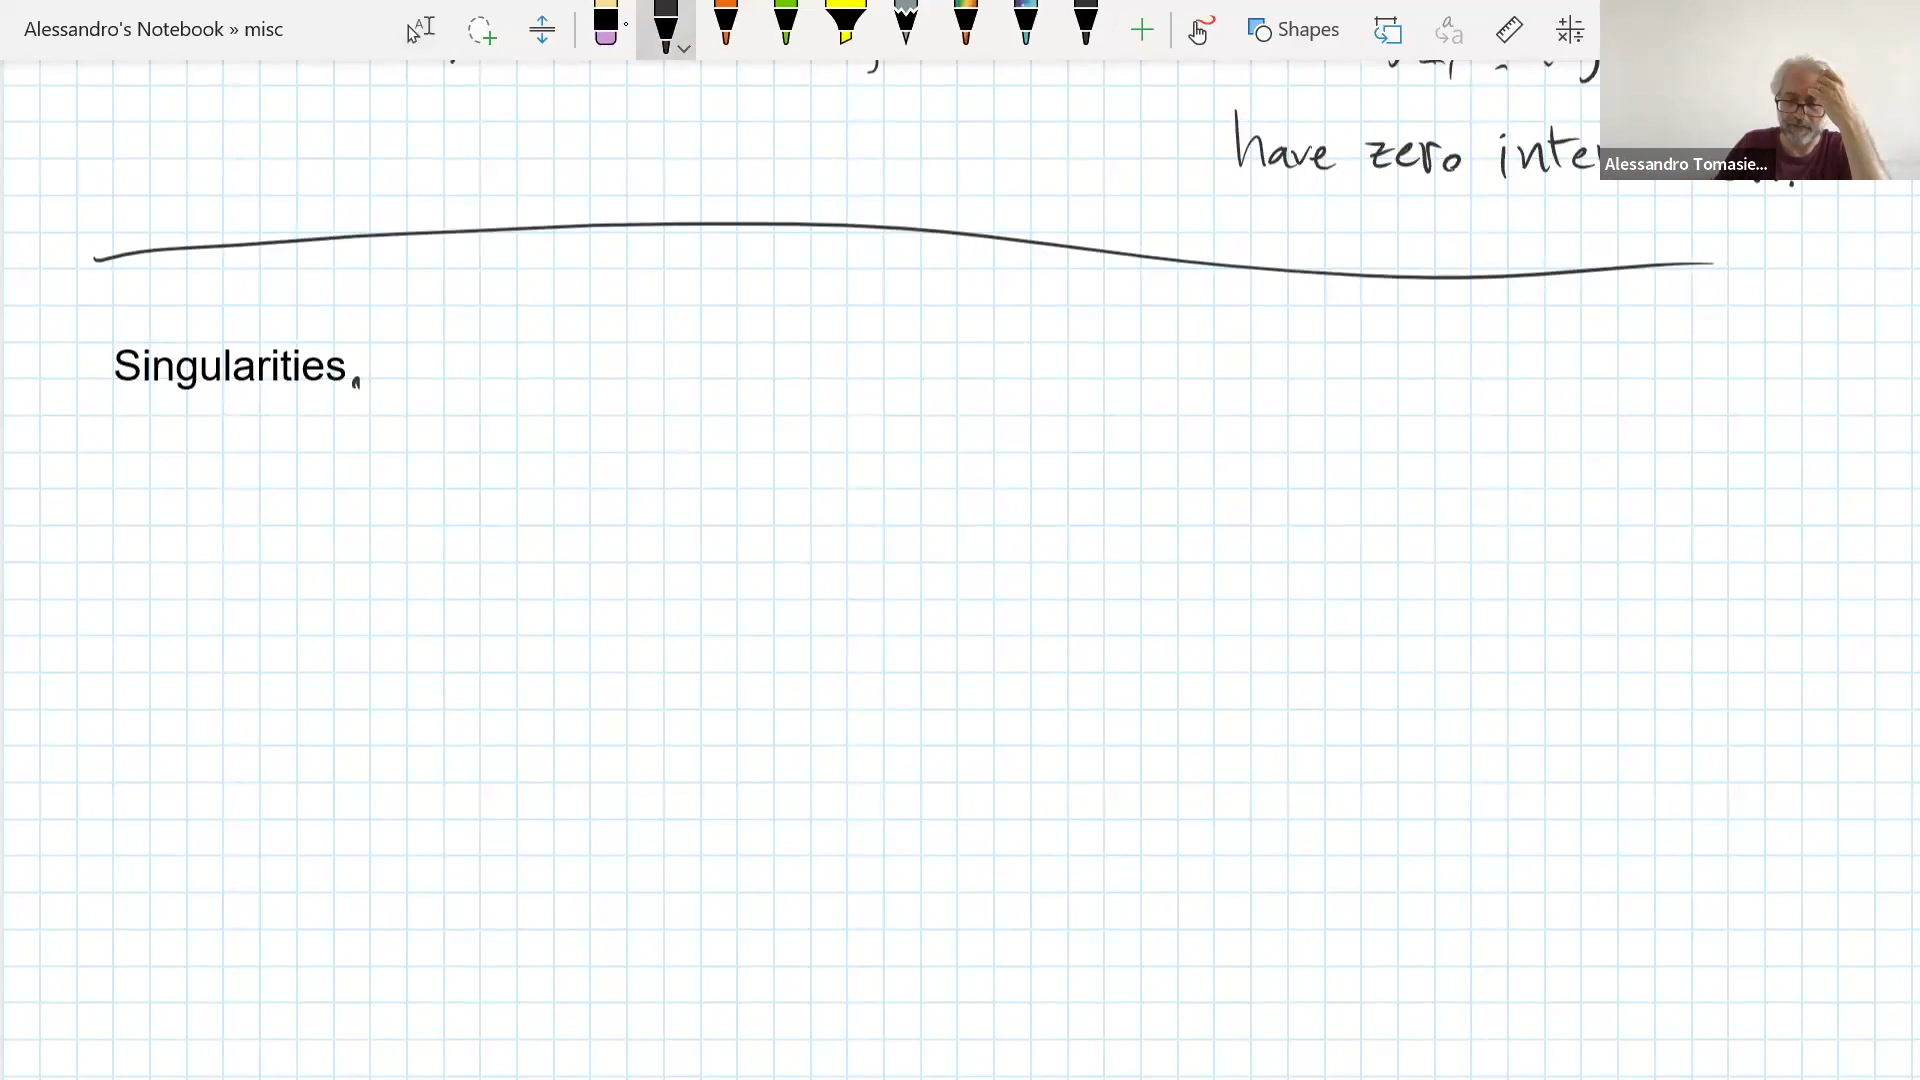 Alessandro's Notebook » misc
Shapes
have zero inte
Alessandro Tomasie...
Singularities.